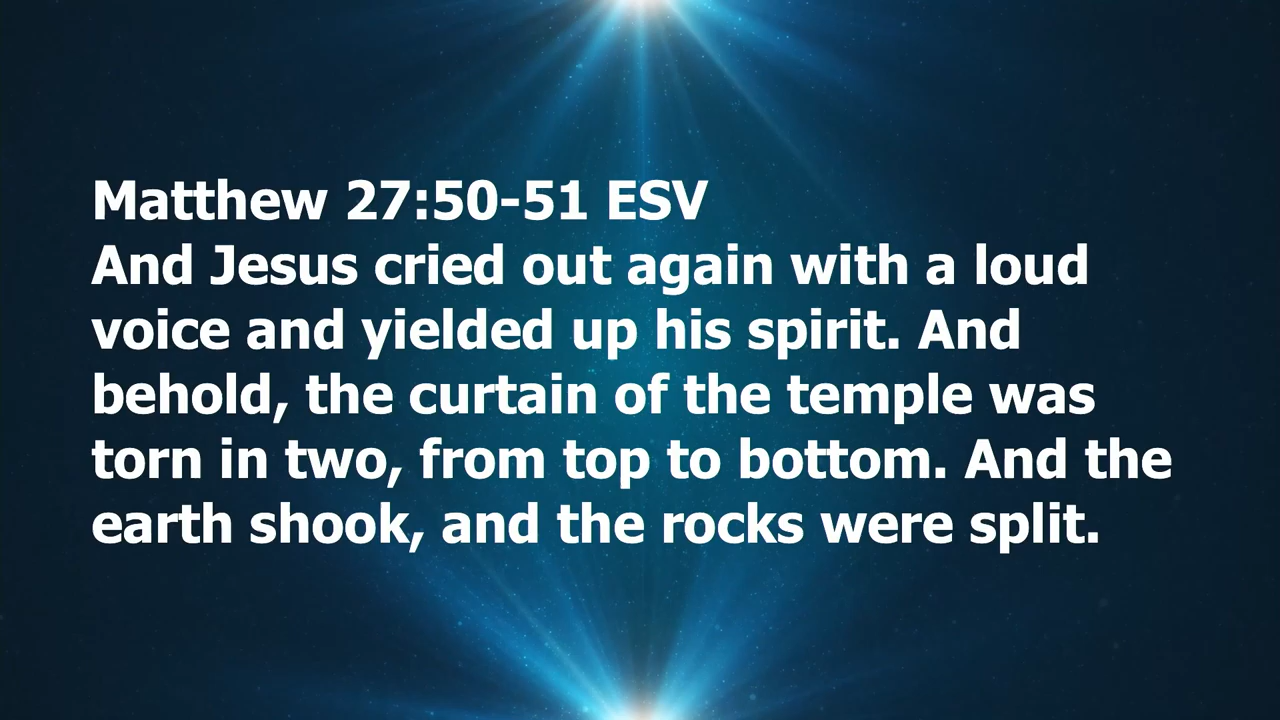 Matthew 27:50-51 ESV
And Jesus cried out again with a loud
voice and yielded up his spirit. And
behold, the curtain of the temple was
torn in two, from top to bottom. And the
earth shook, and the rocks were split.